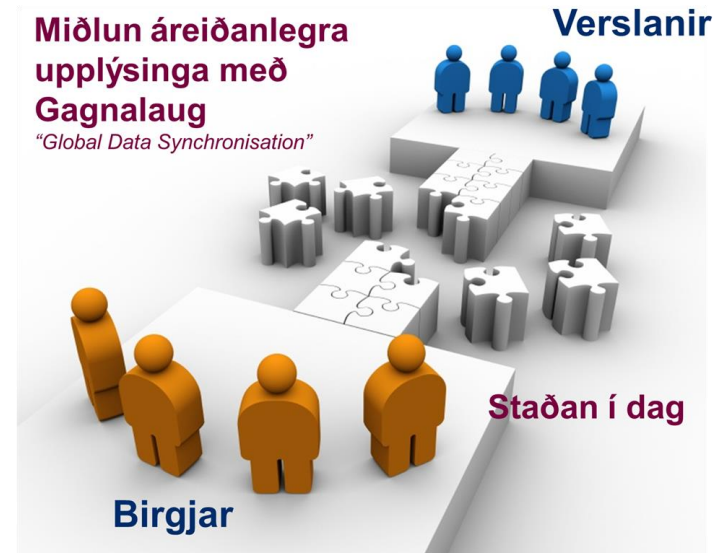 Miðlun áreiðanlegra
upplýsinga með
Gagnalaug
“Global Data Synchronisation”
Verslanir
Staðan í dag
Birgjar